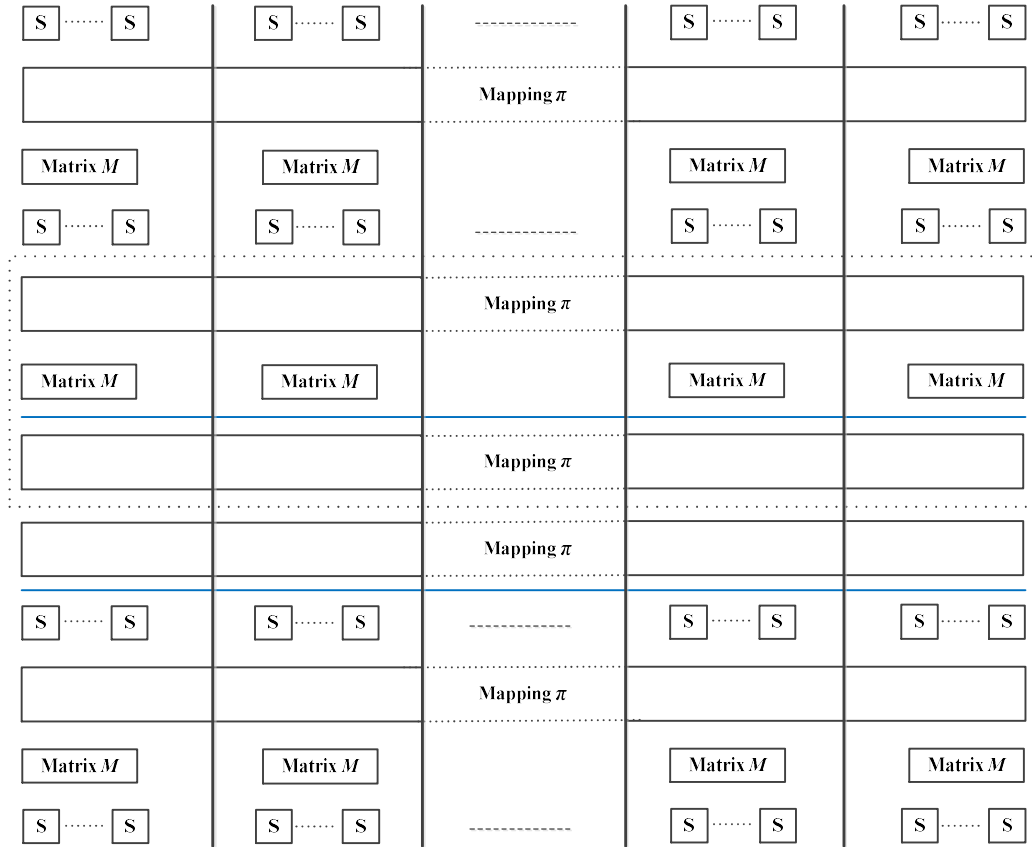 S ...... S S ...... S S ...... S S ...... S
Mapping π
Matrix M Matrix M Matrix M Matrix M
S ...... S S ...... S S ...... S S ...... S
Mapping π
Matrix M Matrix M Matrix M Matrix M
Mapping π
Mapping π
S ...... S S ...... S S ...... S S ...... S
Mapping π
Matrix M Matrix M Matrix M Matrix M
S ...... S S ...... S S ...... S S ...... S